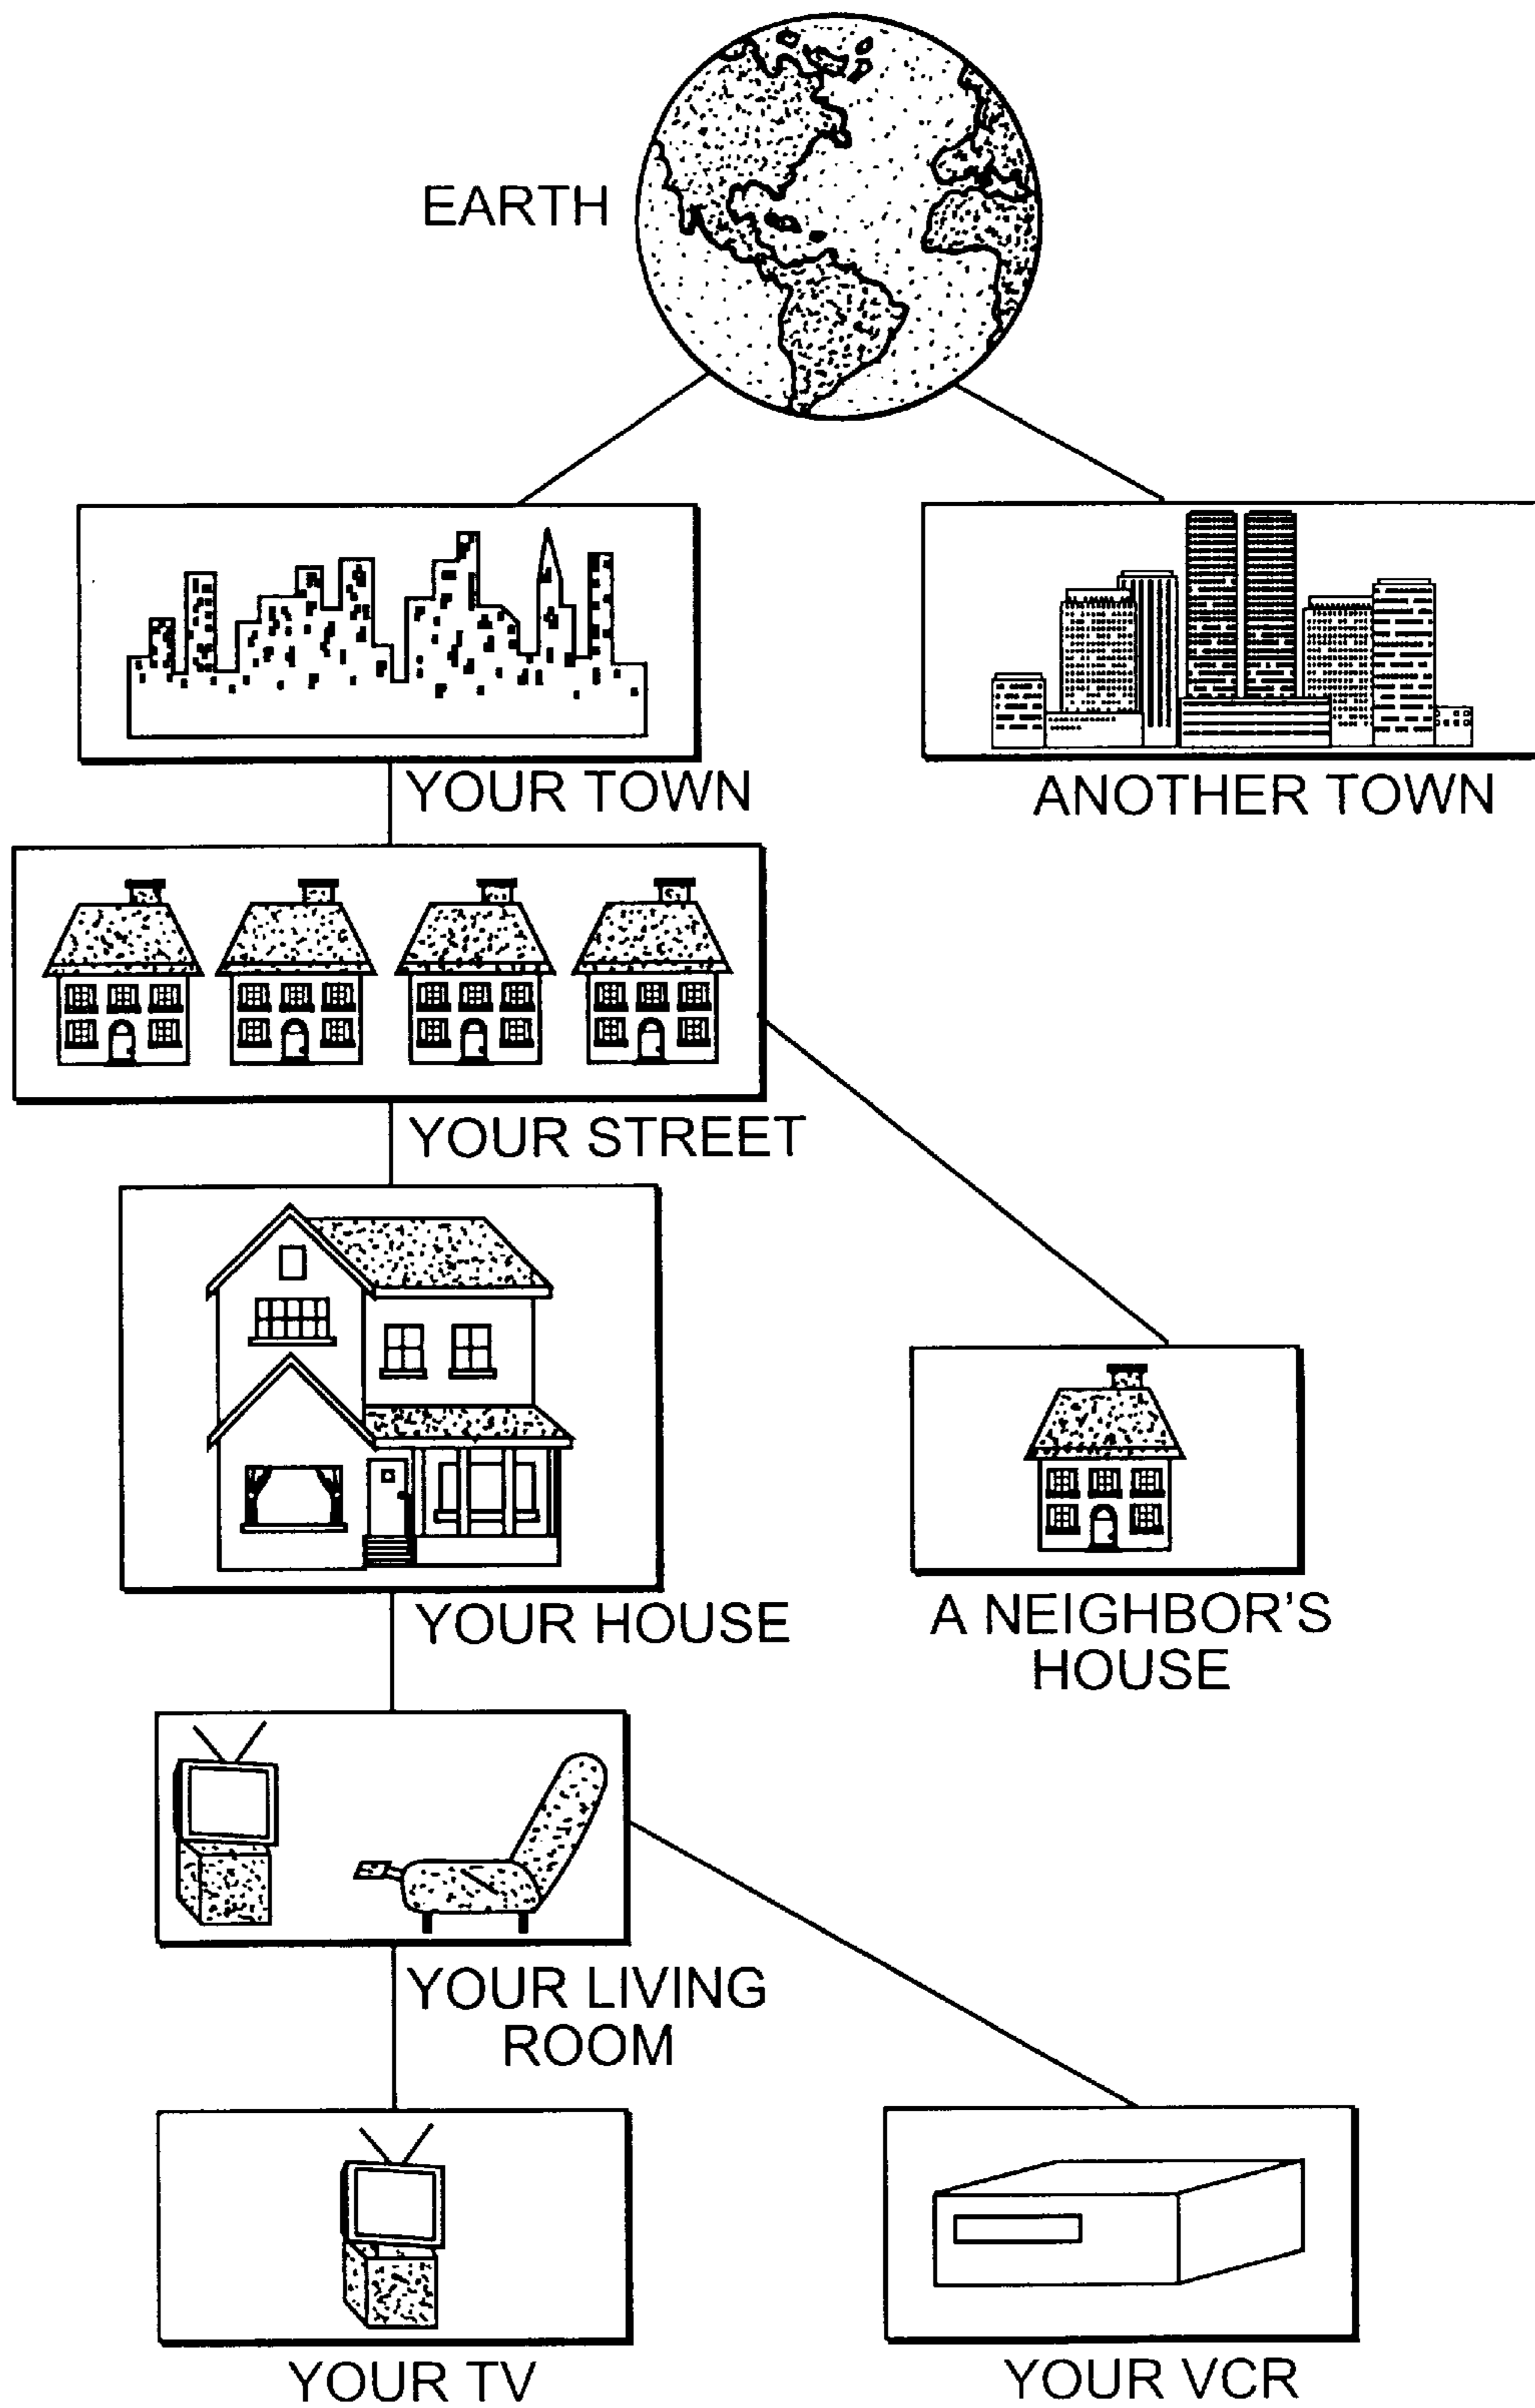 EARTH
YOUR TOWN
ANOTHER TOWN
YOUR STREET
YOUR HOUSE
A NEIGHBOR'S
HOUSE
YOUR LIVING
ROOM
YOUR TV
YOUR VCR